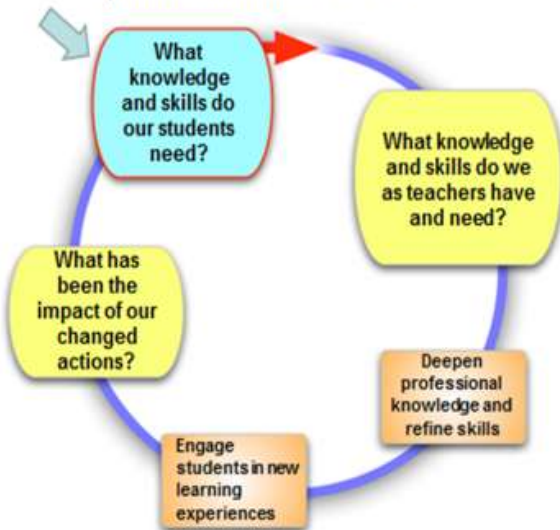 What
knowledge
and skills do
our students
need?
What knowledge
and skills do we
as teachers have
and need?
Deepen
professional
knowledge and
refine skills
Engage
students in new
learning
experiences
What has
been the
impact of our
changed
actions?